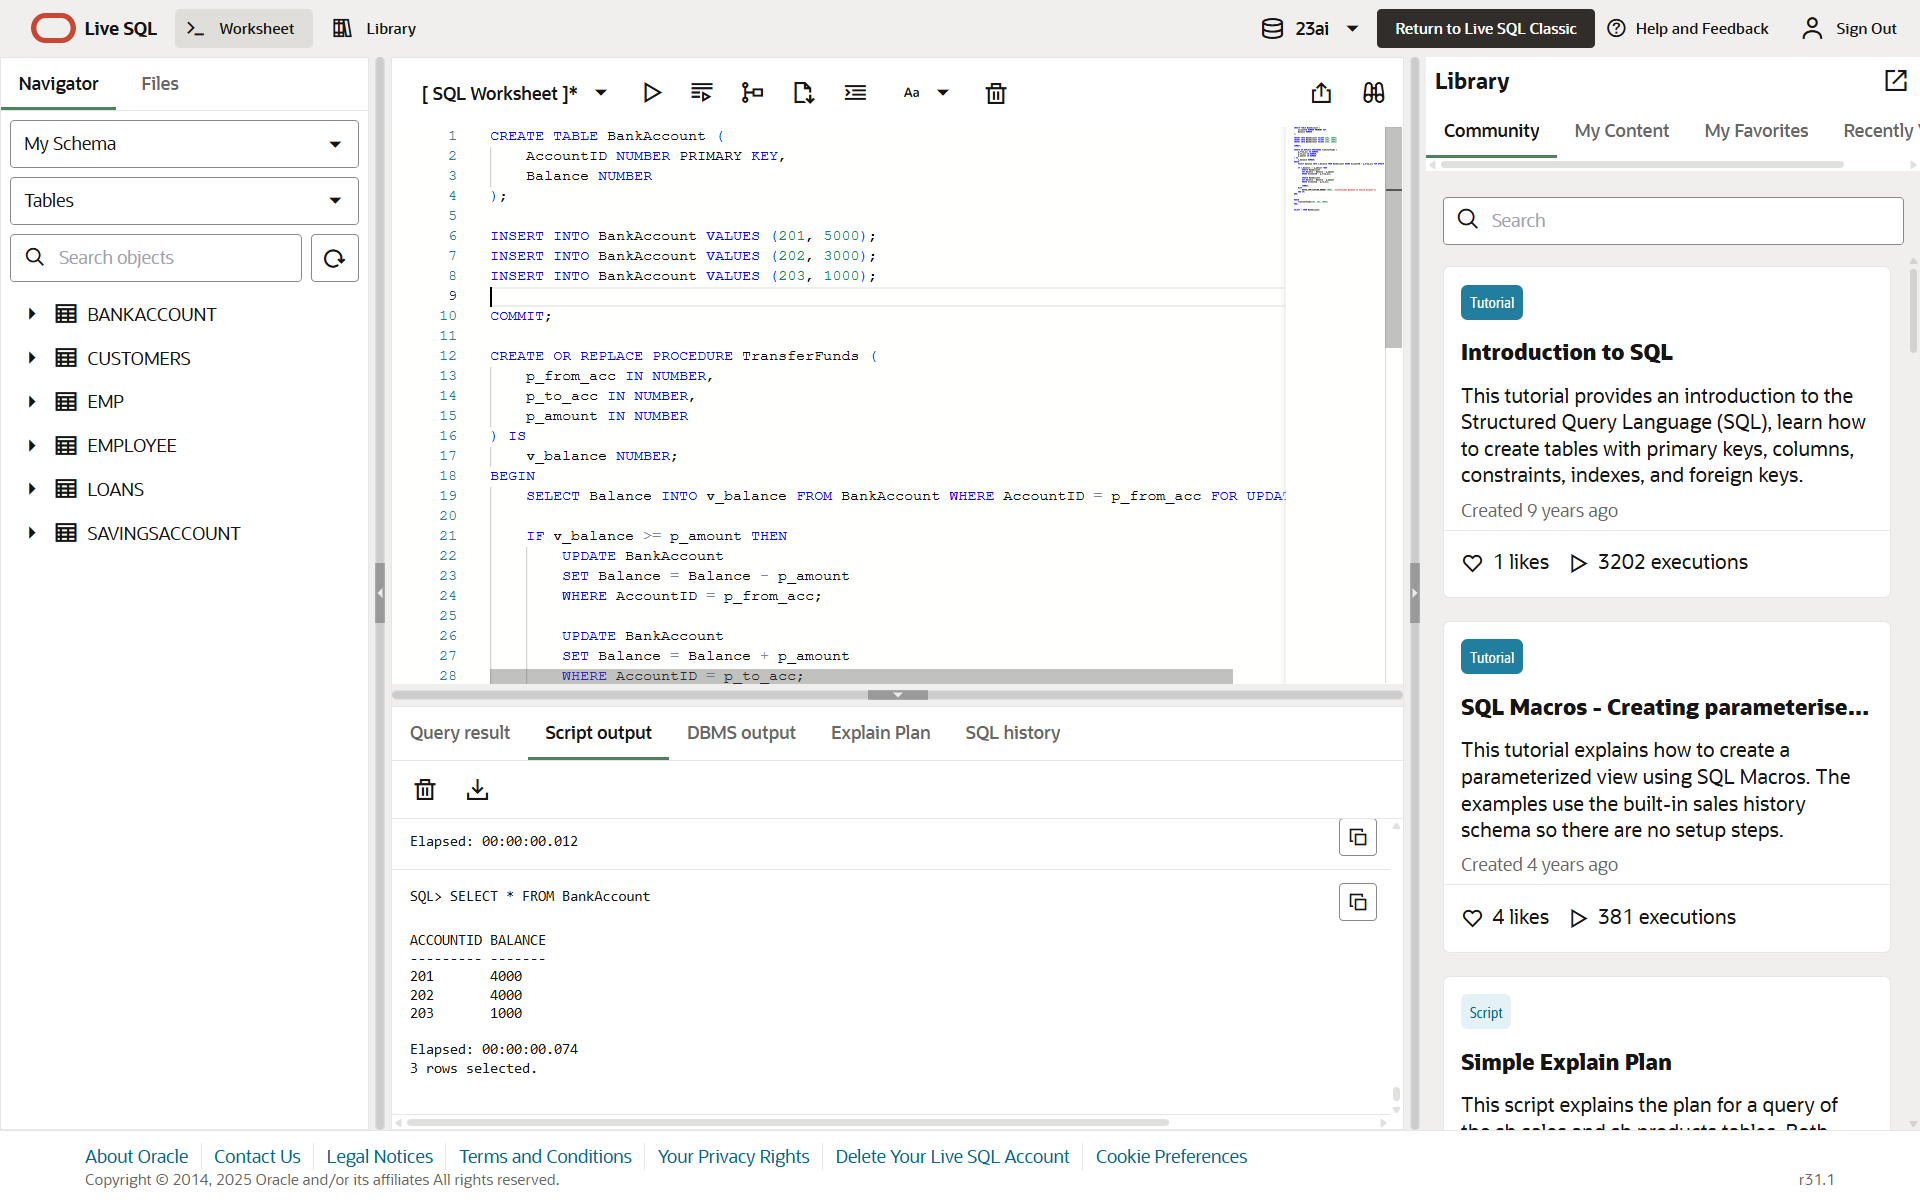 Live SQL
Worksheet
Library
23ai
Return to Live SQL Classic
Help and Feedback
Sign Out
Navigator
Files
My Schema
Tables
Search objects
BANKACCOUNT
CUSTOMERS
EMP
EMPLOYEE
LOANS
SAVINGSACCOUNT
[ SQL Worksheet ]*
Aa
1 CREATE TABLE BankAccount (
2 AccountID NUMBER PRIMARY KEY,
3 Balance NUMBER
4 );
5
6 INSERT INTO BankAccount VALUES (201, 5000);
7 INSERT INTO BankAccount VALUES (202, 3000);
8 INSERT INTO BankAccount VALUES (203, 1000);
9
10 COMMIT;
11
12 CREATE OR REPLACE PROCEDURE TransferFunds (
13 p_from_acc IN NUMBER,
14 p_to_acc IN NUMBER,
15 p_amount IN NUMBER
16 ) IS
17 v_balance NUMBER;
18 BEGIN
19 SELECT Balance INTO v_balance FROM BankAccount WHERE AccountID = p_from_acc FOR UPDA
20
21 IF v_balance >= p_amount THEN
22 UPDATE BankAccount
23 SET Balance = Balance - p_amount
24 WHERE AccountID = p_from_acc;
25
26 UPDATE BankAccount
27 SET Balance = Balance + p_amount
28 WHERE AccountID = p_to_acc;
Query result
Script output
DBMS output
Explain Plan
SQL history
Elapsed: 00:00:00.012
SQL> SELECT * FROM BankAccount
ACCOUNTID BALANCE
--------- -------
201 4000
202 4000
203 1000
Elapsed: 00:00:00.074
3 rows selected.
Library
Community
My Content
My Favorites
Recently
Search
Tutorial
Introduction to SQL
This tutorial provides an introduction to the
Structured Query Language (SQL), learn how
to create tables with primary keys, columns,
constraints, indexes, and foreign keys.
Created 9 years ago
1 likes
3202 executions
Tutorial
SQL Macros - Creating parameterise...
This tutorial explains how to create a
parameterized view using SQL Macros. The
examples use the built-in sales history
schema so there are no setup steps.
Created 4 years ago
4 likes
381 executions
Script
Simple Explain Plan
This script explains the plan for a query of
the sh.sales and sh.products tables. Both
About Oracle
Contact Us
Legal Notices
Terms and Conditions
Your Privacy Rights
Delete Your Live SQL Account
Cookie Preferences
Copyright © 2014, 2025 Oracle and/or its affiliates All rights reserved.
r31.1